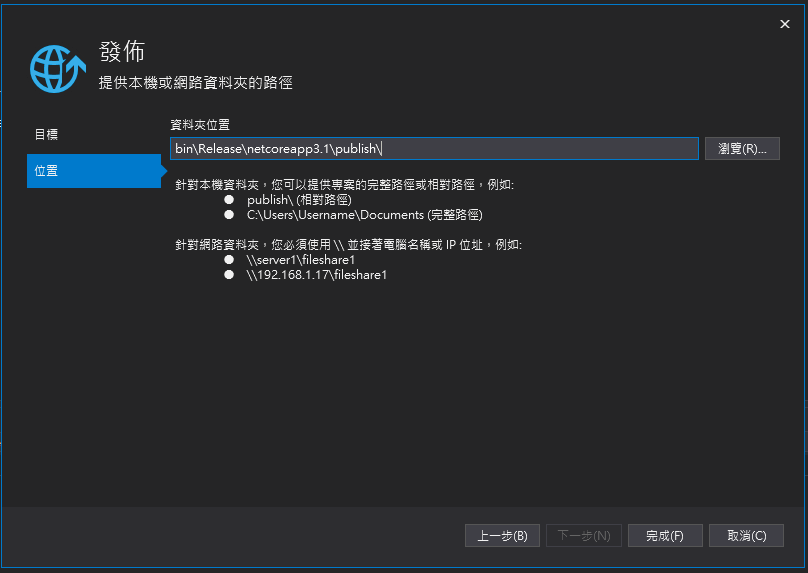 發佈
提供本機或網路資料夾的路徑
目標
位置
資料夾位置
bin\Release\netcoreapp3.1\publish\
瀏覽(R)...
針對本機資料夾，您可以提供專案的完整路徑或相對路徑，例如:
● publish\ (相對路徑)
● C:\Users\Username\Documents (完整路徑)
針對網路資料夾，您必須使用 \\ 並接著電腦名稱或 IP 位址，例如:
● \\server1\fileshare1
● \\192.168.1.17\fileshare1
上一步(B)
下一步(N)
完成(F)
取消(C)